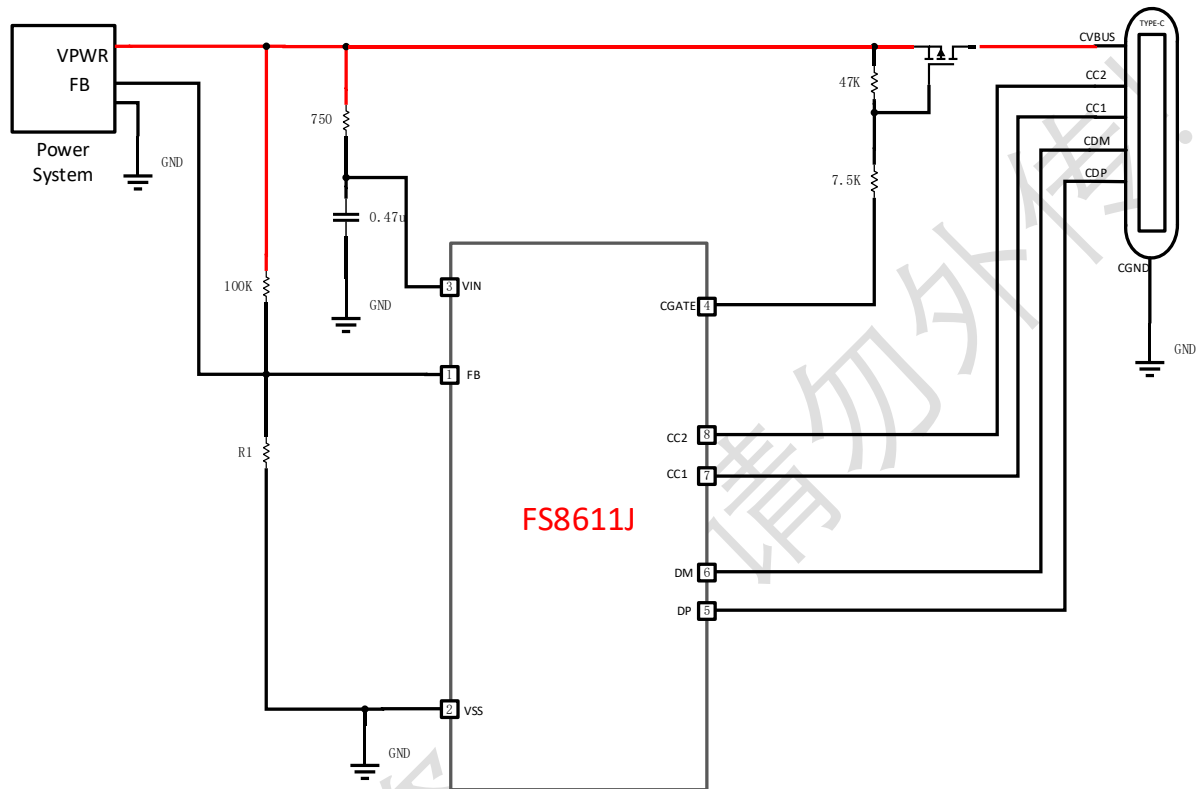 TYPE-C
CVBUS
VPWR
FB
CC2
47K
CC1
750
CDM
Power
System
GND
7.5K
CDP
0.47u
CGND
100K
3
VIN
GND
CGATE
4
GND
1
FB
R1
CC2
8
CC1
7
FS8611J
DM
6
DP
5
2
VSS
GND
请勿外传!